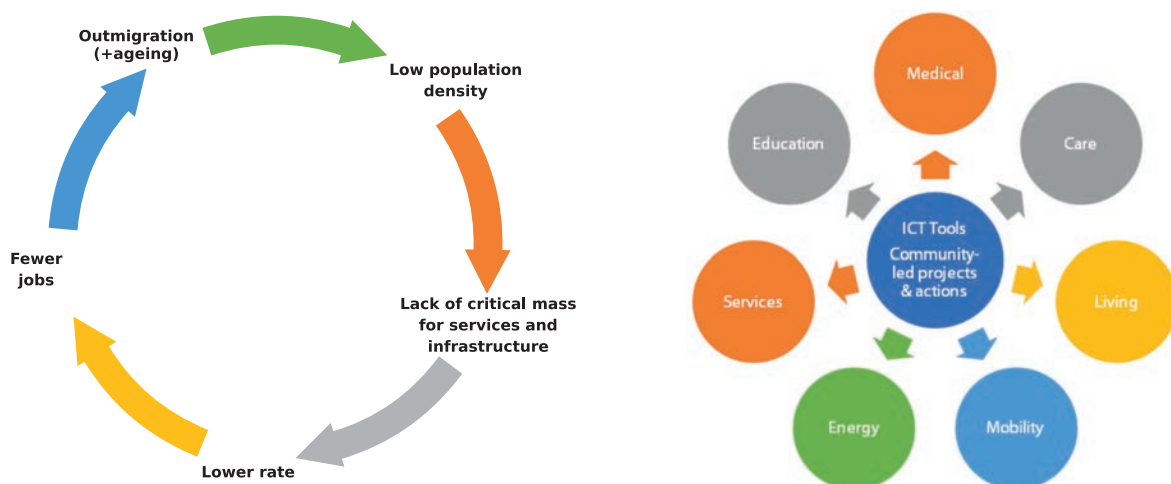 Outmigration
(+ageing)
Low population
density
Lack of critical mass
for services and
infrastructure
Lower rate
Fewer
jobs
Medical
Care
Living
Mobility
Energy
Services
Education
ICT Tools
Community-
led projects
& actions